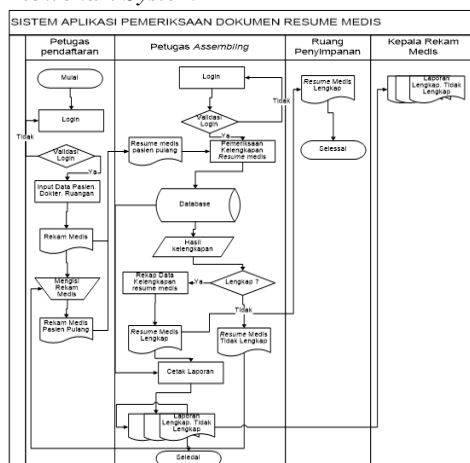 SISTEM APLIKASI PEMERIKSAAN DOKUMEN RESUME MEDIS
Petugas
pendaftaran
Petugas Assembling
Ruang
Penyimpanan
Kepala Rekam
Medis
Mulai
Login
Tidak
Validasi
Login
Ya
Input Data Pasien.
Dokter. Ruangan
Rekam Medis
Mengisi
Rekam
Medis
Rekam Medis
Pasien Pulang
Login
Tidak
Validasi
Login
Ya
Resume medis
pasien pulang
Pemeriksaan
Kelengkapan
Resume medis
Database
Hasil
kelengkapan
Rekap Data
Kelengkapan
resume medis
Ya
Lengkap ?
Tidak
Resume Medis
Lengkap
Resume Medis
Tidak Lengkap
Cetak Laporan
Laporan
Lengkap. Tidak
Lengkap
Resume Medis
Lengkap
Selessai
Laporan
Lengkap. Tidak
Lengkap